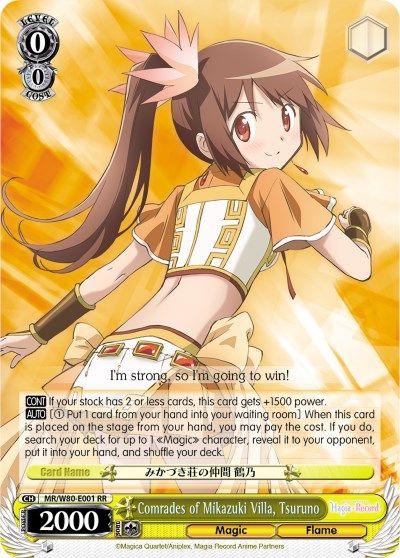 LEVEL
0
0
COST
I'm strong, so I'm going to win!
CONT If your stock has 2 or less cards, this card gets +1500 power.
AUTO [① Put 1 card from your hand into your waiting room] When this
card is placed on the stage from your hand, you may pay the cost. If you do,
search your deck for up to 1 «Magic» character, reveal it to your opponent,
put it into your hand, and shuffle your deck.
Card Name みかづき荘の仲間 鶴乃
CH MR/W80-E001 RR
Comrades of Mikazuki Villa, Tsuruno
Magia Record
POWER 2000 SOUL
Magic Flame
©Magica Quartet/Aniplex, Magia Record Anime Partners